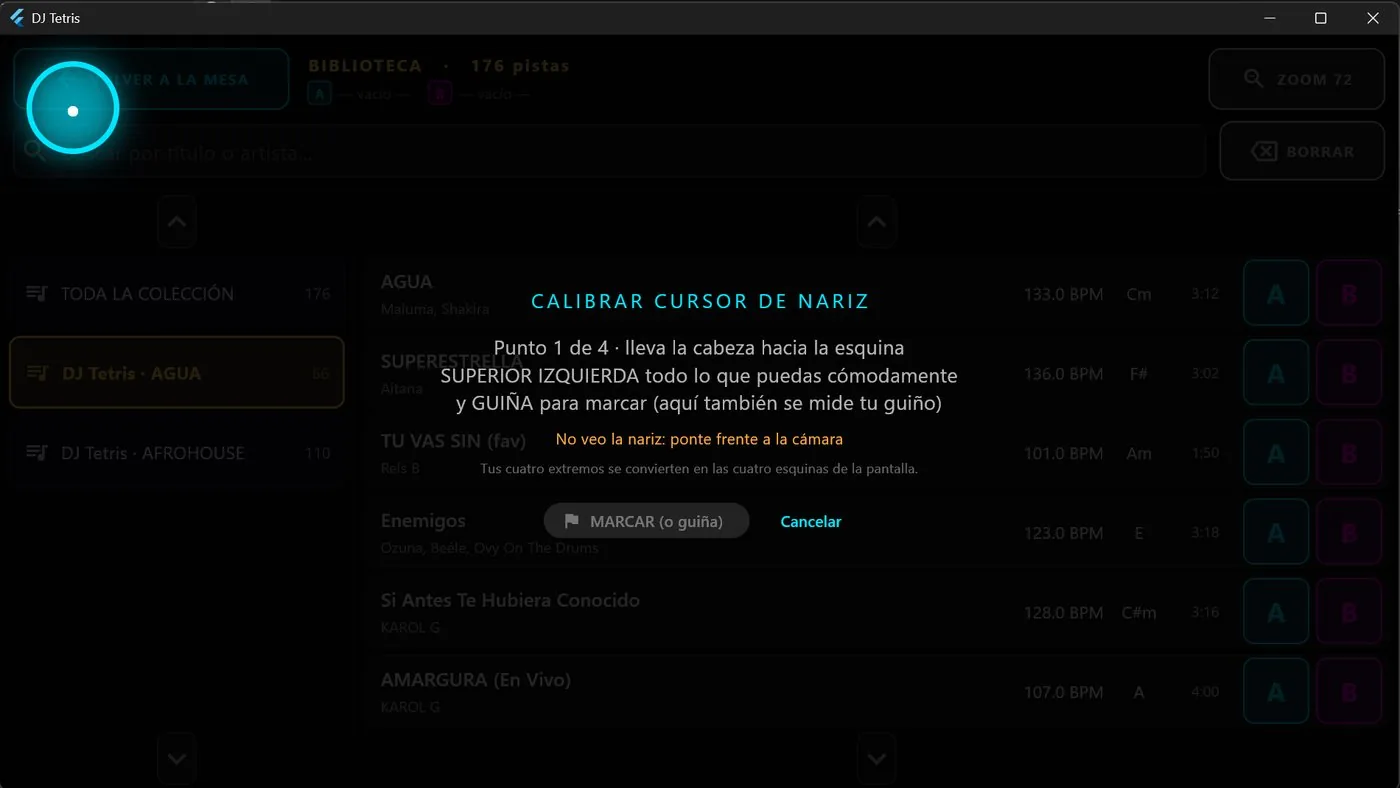 DJ Tetris
VER A LA MESA
BIBLIOTECA · 176 pistas
A — vacío — B — vacío —
ZOOM 72
por título o artista...
BORRAR
TODA LA COLECCIÓN 176
DJ Tetris · AGUA 66
DJ Tetris · AFROHOUSE 110
AGUA
Maluma, Shakira
133.0 BPM Cm 3:12 A B
CALIBRAR CURSOR DE NARIZ
Punto 1 de 4 · lleva la cabeza hacia la esquina
SUPERIOR IZQUIERDA todo lo que puedas cómodamente
y GUIÑA para marcar (aquí también se mide tu guiño)
No veo la nariz: ponte frente a la cámara
Tus cuatro extremos se convierten en las cuatro esquinas de la pantalla.
MARCAR (o guiña) Cancelar
SUPERESTRELLA
Aitana
136.0 BPM F# 3:02 A B
TU VAS SIN (fav)
Rels B
101.0 BPM Am 1:50 A B
Enemigos
Ozuna, Beéle, Ovy On The Drums
123.0 BPM E 3:18 A B
Si Antes Te Hubiera Conocido
KAROL G
128.0 BPM C#m 3:16 A B
AMARGURA (En Vivo)
KAROL G
107.0 BPM A 4:00 A B